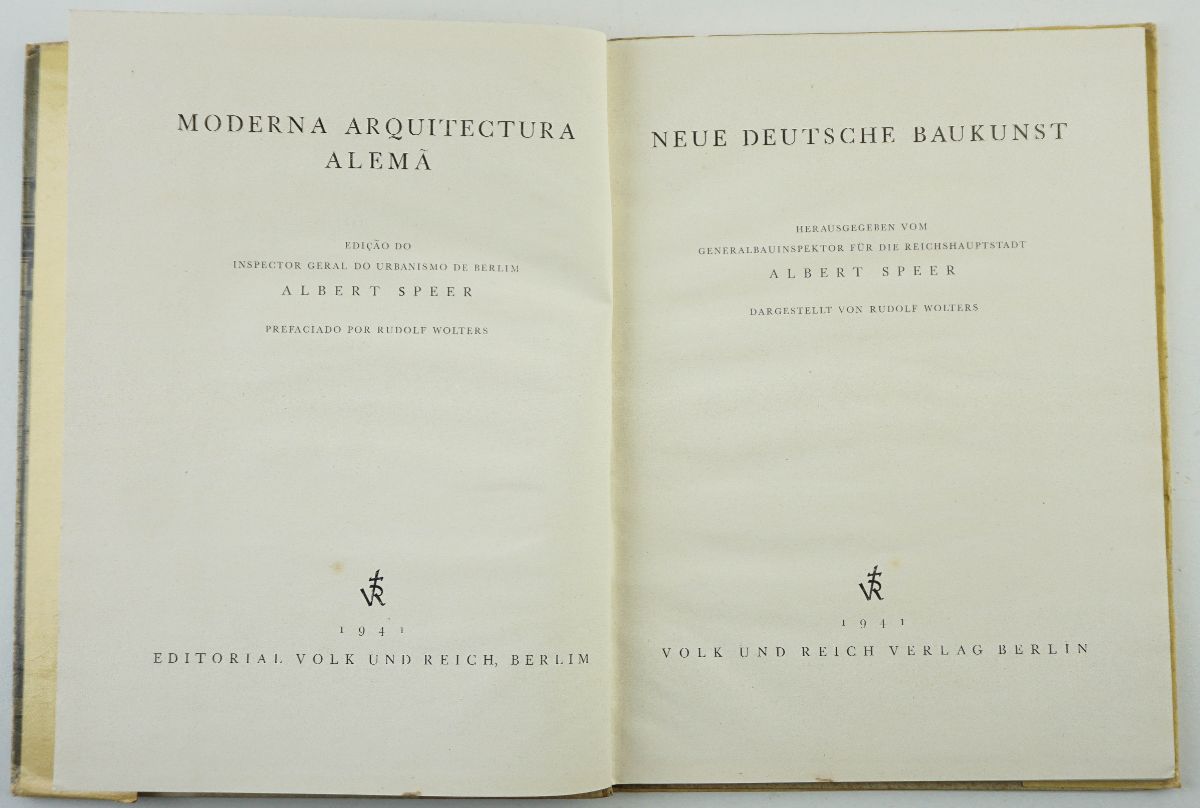 MODERNA ARQUITECTURA
ALEMÃ
EDIÇÃO DO
INSPECTOR GERAL DO URBANISMO DE BERLIM
ALBERT SPEER
PREFACIADO POR RUDOLF WOLTERS
VR
1941
EDITORIAL VOLK UND REICH, BERLIM
NEUE DEUTSCHE BAUKUNST
HERAUSGEGEBEN VOM
GENERALBAUINSPEKTOR FÜR DIE REICHSHAUPTSTADT
ALBERT SPEER
DARGESTELLT VON RUDOLF WOLTERS
VR
1941
VOLK UND REICH VERLAG BERLIN